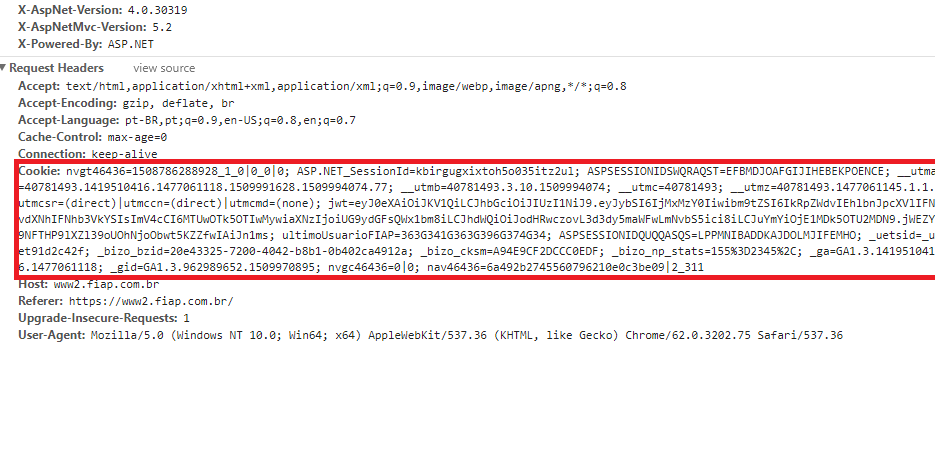 X-AspNet-Version: 4.0.30319
X-AspNetMvc-Version: 5.2
X-Powered-By: ASP.NET
Request Headers view source
Accept: text/html,application/xhtml+xml,application/xml;q=0.9,image/webp,image/apng,*/*;q=0.8
Accept-Encoding: gzip, deflate, br
Accept-Language: pt-BR,pt;q=0.9,en-US;q=0.8,en;q=0.7
Cache-Control: max-age=0
Connection: keep-alive
Cookie: nvgt46436=1508786288928_1_0|0_0|0; ASP.NET_SessionId=kbirgugxixtoh5o035itz2ul; ASPSESSIONIDSWQRAQST=EFBMDJOAFGIJIHEBEKPOENCE; __utma
=40781493.1419510416.1477061118.1509991628.1509994074.77; __utmb=40781493.3.10.1509994074; __utmc=40781493; __utmz=40781493.1477061145.1.1.
utmcsr=(direct)|utmccn=(direct)|utmcmd=(none); jwt=eyJ0eXAiOiJKV1QiLCJhbGciOiJIUzI1NiJ9.eyJybSI6IjMxMzY0Iiwibm9tZSI6IkRpZWdvIEh1bnJpcXV1IFN
vdXNhIFNhb3VkYSIsImV4cCI6MTUwOTk5OTIwMywiaXNzIjoiUG9ydGFsQWx1bm8iLCJhdWQiOiJodHRwczovL3d3dy5maWFwLmNvbS5ici8iLCJuYmYiOjE1MDk5OTU2MDN9.jWEZY
9NFTHP9lXZl39oUOhNjoObwt5KZZfwIAiJn1ms; ultimoUsuarioFIAP=363G341G363G396G374G34; ASPSESSIONIDQUQQASQS=LPPMNIBADDKAJDOLMJIFEMHO; _uetsid=_u
et91d2c42f; _bizo_bzid=20e43325-7200-4042-b8b1-0b402ca4912a; _bizo_cksm=A94E9CF2DCCC0EDF; _bizo_np_stats=155%3D2345%2C; _ga=GA1.3.141951041
6.1477061118; _gid=GA1.3.962989652.1509970895; nvgc46436=0|0; nav46436=6a492b2745560796210e0c3be09|2_311
Host: www2.fiap.com.br
Referer: https://www2.fiap.com.br/
Upgrade-Insecure-Requests: 1
User-Agent: Mozilla/5.0 (Windows NT 10.0; Win64; x64) AppleWebKit/537.36 (KHTML, like Gecko) Chrome/62.0.3202.75 Safari/537.36